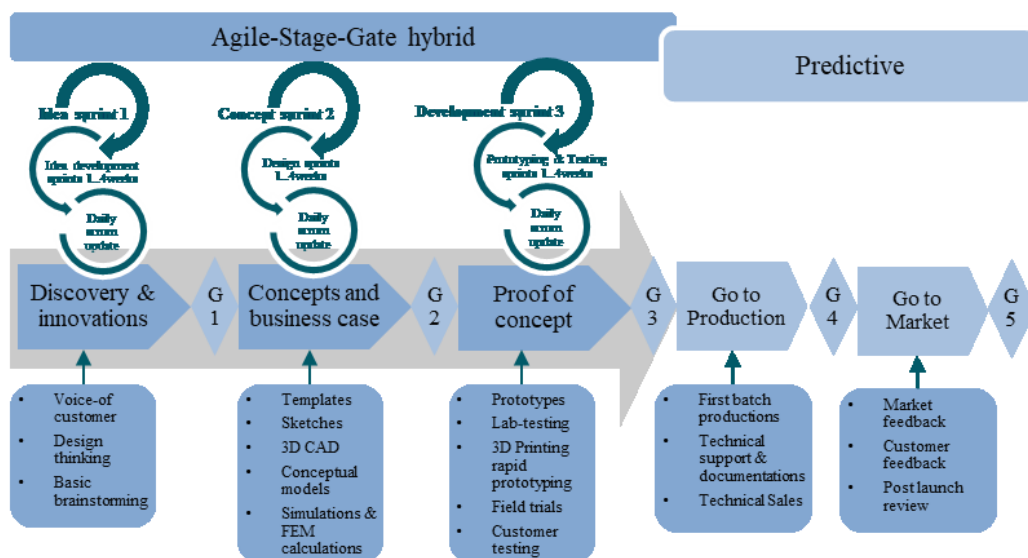 Agile-Stage-Gate hybrid
Predictive
Idea sprint 1
Idea development
sprints 1...4weeks
Daily
scrum
update
Concept sprint 2
Design sprints
1...4weeks
Daily
scrum
update
Development sprint 3
Prototyping & Testing
sprints 1...4weeks
Daily
scrum
update
Discovery &
innovations
G
1
Concepts and
business case
G
2
Proof of
concept
G
3
Go to
Production
G
4
Go to
Market
G
5
• Voice-of
customer
• Design
thinking
• Basic
brainstorming
• Templates
• Sketches
• 3D CAD
• Conceptual
models
• Simulations &
FEM
calculations
• Prototypes
• Lab-testing
• 3D Printing
rapid
prototyping
• Field trials
• Customer
testing
• First batch
productions
• Technical
support &
documentations
• Technical Sales
• Market
feedback
• Customer
feedback
• Post launch
review